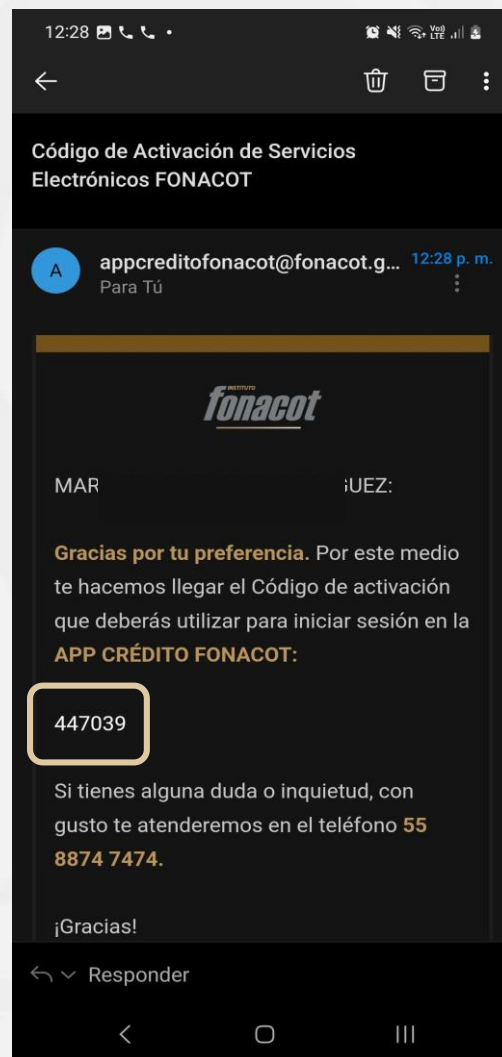 12:28
Vo))
LTE
Código de Activación de Servicios
Electrónicos FONACOT
A
appcreditofonacot@fonacot.g... 12:28 p. m.
Para Tú
INSTITUTO
fonacot
MAR GUEZ:
Gracias por tu preferencia. Por este medio
te hacemos llegar el Código de activación
que deberás utilizar para iniciar sesión en la
APP CRÉDITO FONACOT:
447039
Si tienes alguna duda o inquietud, con
gusto te atenderemos en el teléfono 55
8874 7474.
¡Gracias!
Responder